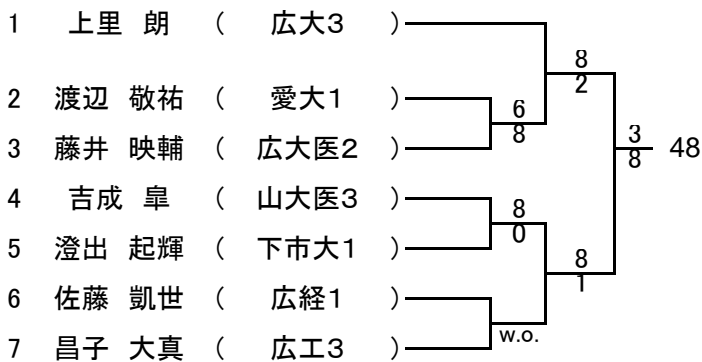 1 上里 朗 ( 広大3 )
8
2
2 渡辺 敬祐 ( 愛大1 )
6
8
3 藤井 映輔 ( 広大医2 )
3
8
48
4 吉成 皐 ( 山大医3 )
8
0
5 澄出 起輝 ( 下市大1 )
8
1
6 佐藤 凱世 ( 広経1 )
w.o.
7 昌子 大真 ( 広工3 )